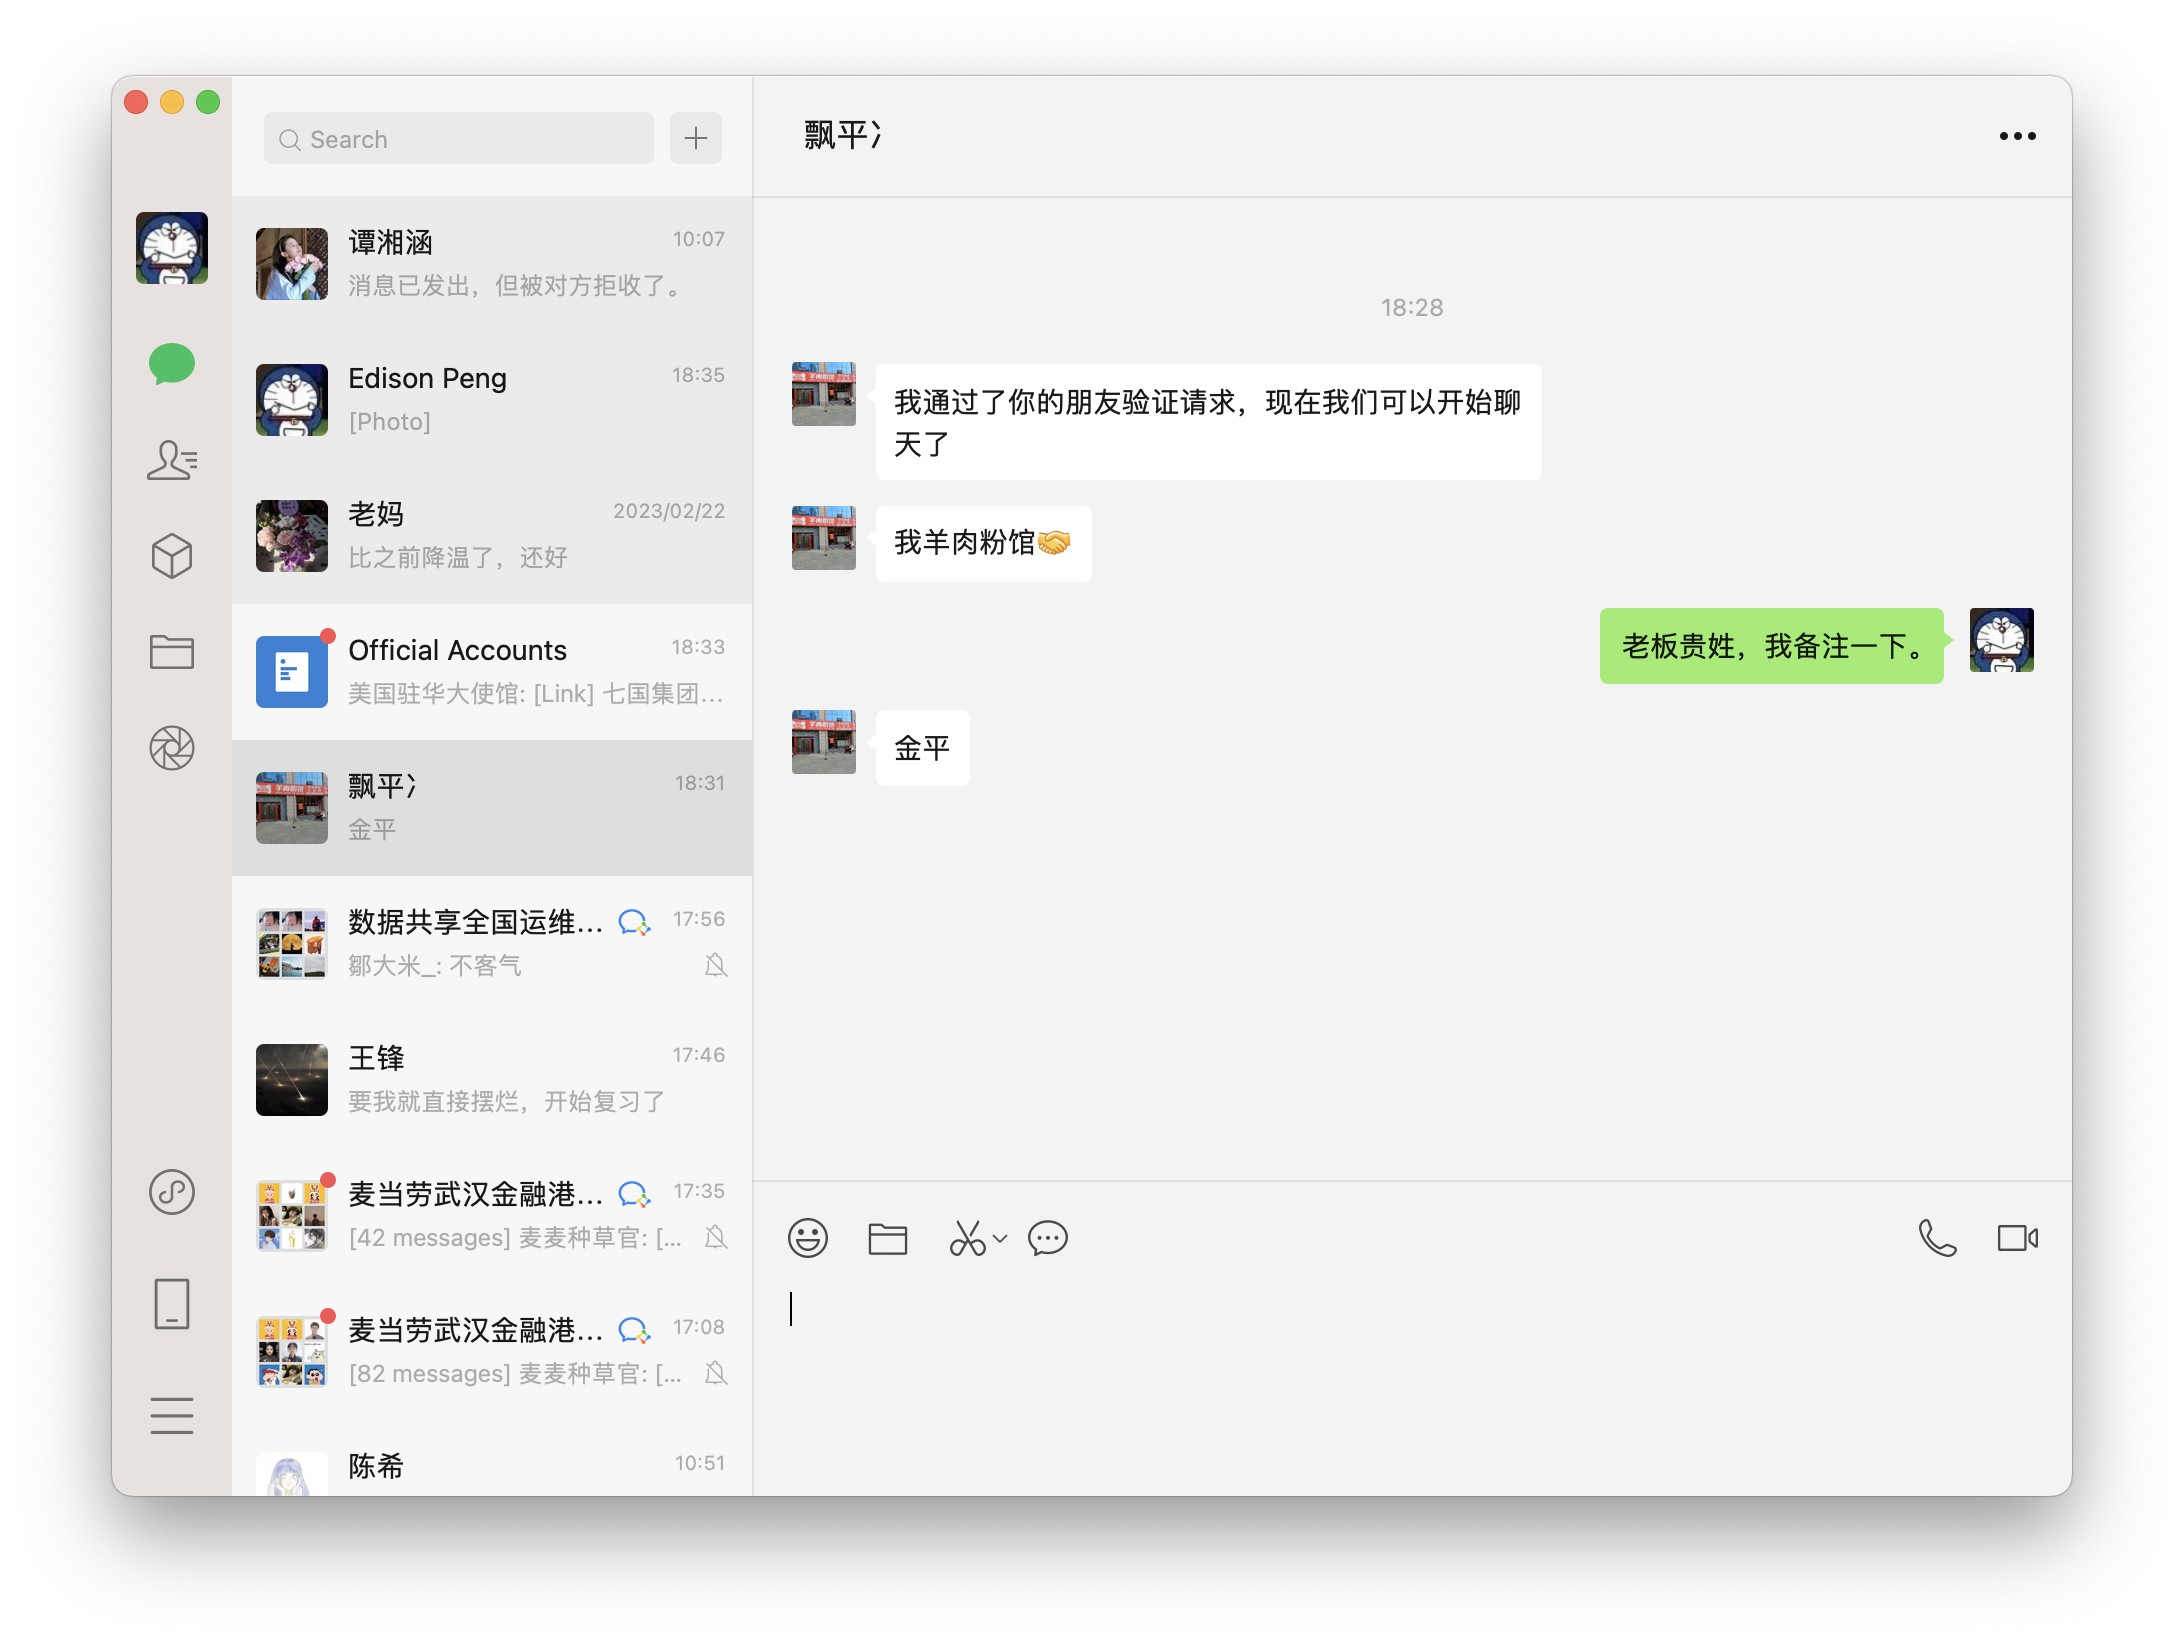 Search
谭湘涵
10:07
消息已发出，但被对方拒收了。
Edison Peng
18:35
[Photo]
老妈
2023/02/22
比之前降温了，还好
Official Accounts
18:33
美国驻华大使馆: [Link] 七国集团...
飘平冫
18:31
金平
数据共享全国运维...
17:56
鄒大米_: 不客气
王锋
17:46
要我就直接摆烂，开始复习了
麦当劳武汉金融港...
17:35
[42 messages] 麦麦种草官: [...
麦当劳武汉金融港...
17:08
[82 messages] 麦麦种草官: [...
陈希
10:51
飘平冫
18:28
我通过了你的朋友验证请求，现在我们可以开始聊
天了
我羊肉粉馆🤝
老板贵姓，我备注一下。
金平